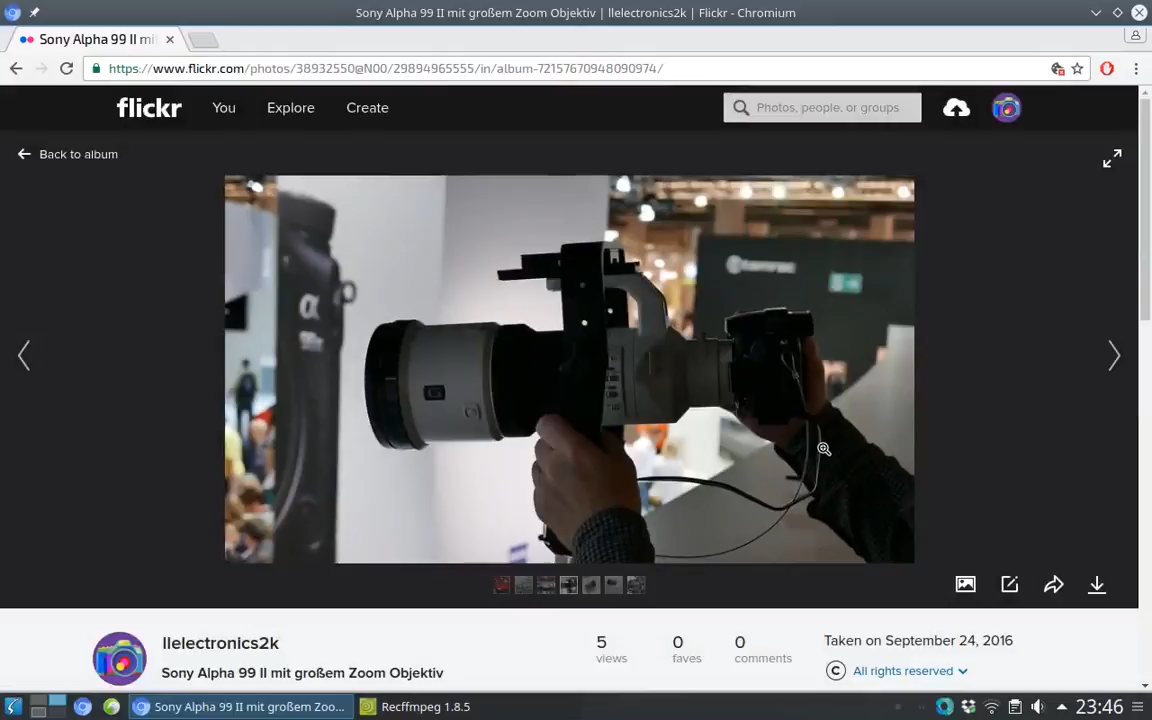 Sony Alpha 99 II mit großem Zoom Objektiv | llelectronics2k | Flickr - Chromium
Sony Alpha 99 II mit
https://www.flickr.com/photos/38932550@N00/29894965555/in/album-72157670948090974/
flickr You Explore Create Photos, people, or groups
Back to album
α
llelectronics2k
Sony Alpha 99 II mit großem Zoom Objektiv
5 views
0 faves
0 comments
Taken on September 24, 2016
All rights reserved
Sony Alpha 99 II mit großem Zoo... Recffmpeg 1.8.5 23:46